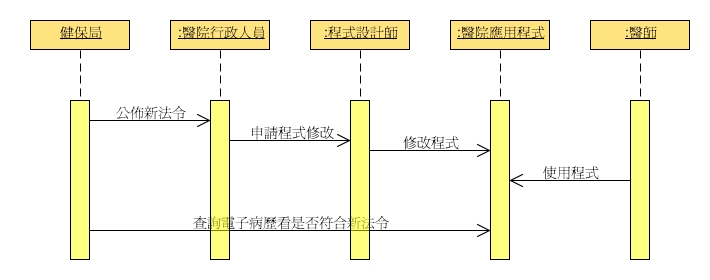 健保局
:醫院行政人員
:程式設計師
:醫院應用程式
:醫師
公佈新法令
申請程式修改
修改程式
使用程式
查詢電子病歷看是否符合新法令